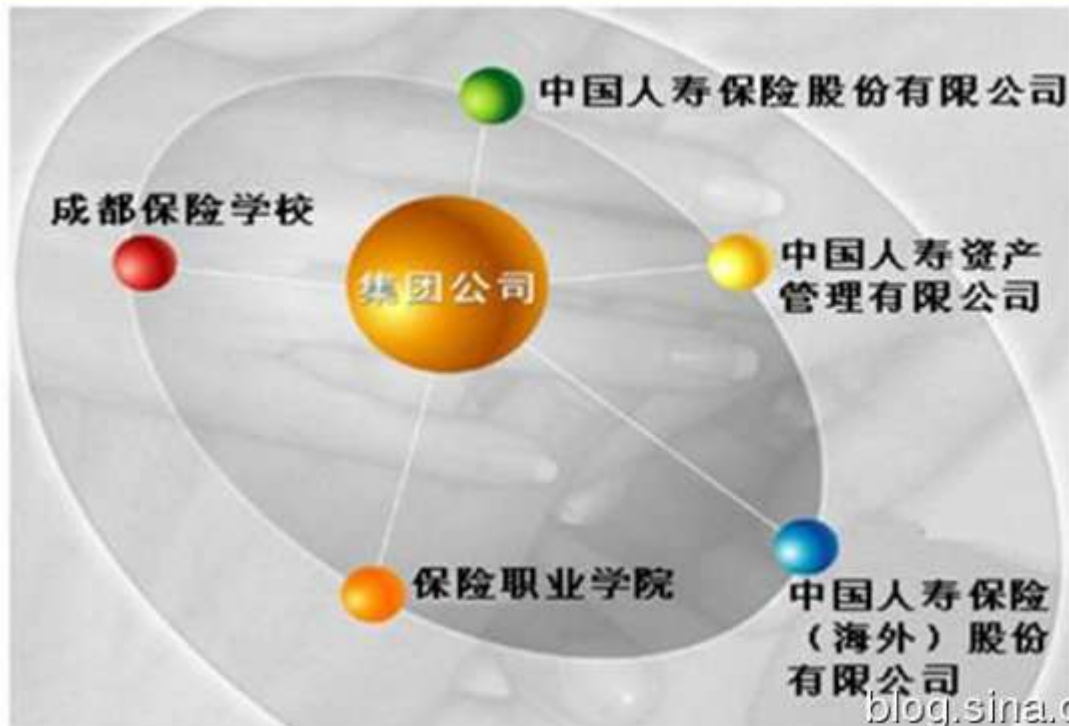 中国人寿保险股份有限公司
成都保险学校
集团公司
中国人寿资产
管理有限公司
保险职业学院
中国人寿保险
（海外）股份
有限公司
blog.sina.c